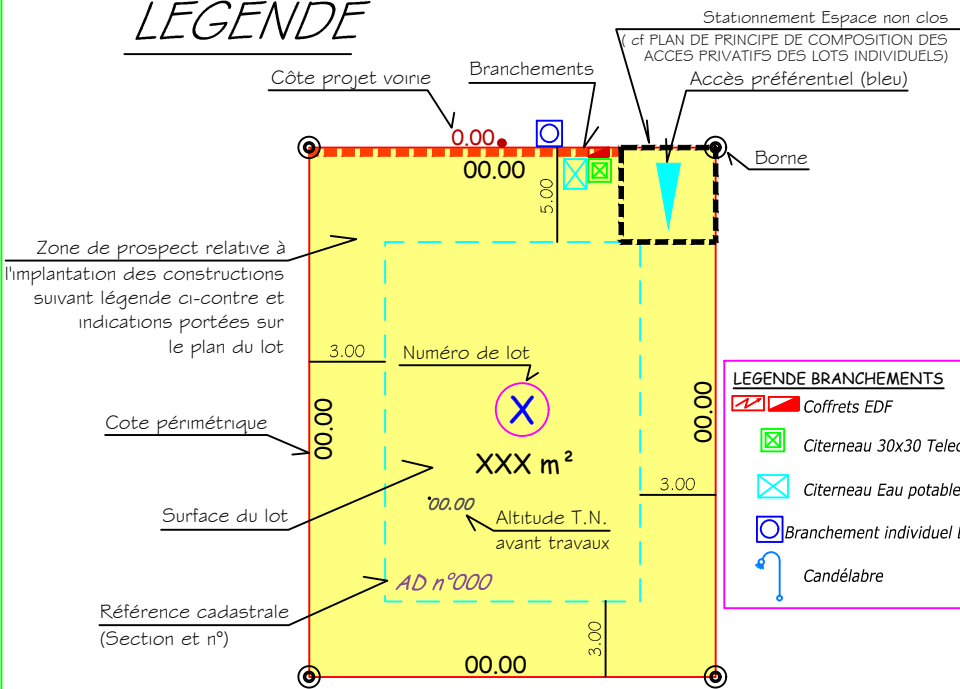 LEGENDE
Stationnement Espace non clos
( cf PLAN DE PRINCIPE DE COMPOSITION DES
ACCES PRIVATIFS DES LOTS INDIVIDUELS)
Côte projet voirie
Branchements
Accès préférentiel (bleu)
0.00
00.00
Borne
5.00
Zone de prospect relative à
l'implantation des constructions
suivant légende ci-contre et
indications portées sur
le plan du lot
3.00
Numéro de lot
X
Cote périmétrique
00.00
00.00
XXX m²
3.00
Surface du lot
00.00
Altitude T.N.
avant travaux
AD n°000
Référence cadastrale
(Section et n°)
3.00
00.00
LEGENDE BRANCHEMENTS
Coffrets EDF
Citerneau 30x30 Telec
Citerneau Eau potable
Branchement individuel
Candélabre